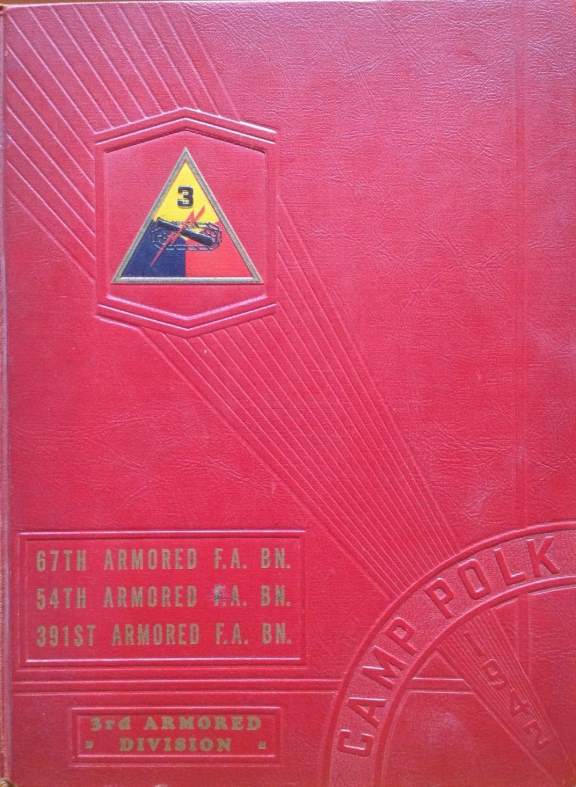 3
67TH ARMORED F.A. BN.
54TH ARMORED F.A. BN.
391ST ARMORED F.A. BN.
3rd ARMORED
" DIVISION "
CAMP POLK
1942